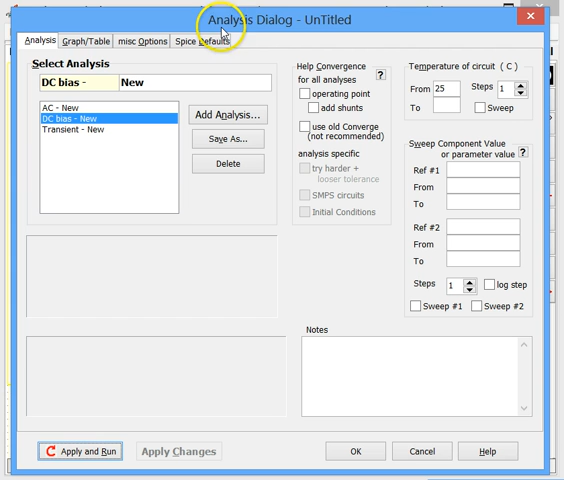 Analysis Dialog - UnTitled
Analysis
Graph/Table
misc Options
Spice Defaults
Select Analysis
DC bias -
New
AC - New
DC bias - New
Transient - New
Add Analysis...
Save As...
Delete
Help Convergence
for all analyses
?
operating point
add shunts
use old Converge
(not recommended)
analysis specific
try harder +
looser tolerance
SMPS circuits
Initial Conditions
Temperature of circuit ( C )
From 25 Steps 1
To Sweep
Sweep Component Value
or parameter value ?
Ref #1
From
To
Ref #2
From
To
Steps 1 log step
Sweep #1 Sweep #2
Notes
Apply and Run
Apply Changes
OK
Cancel
Help